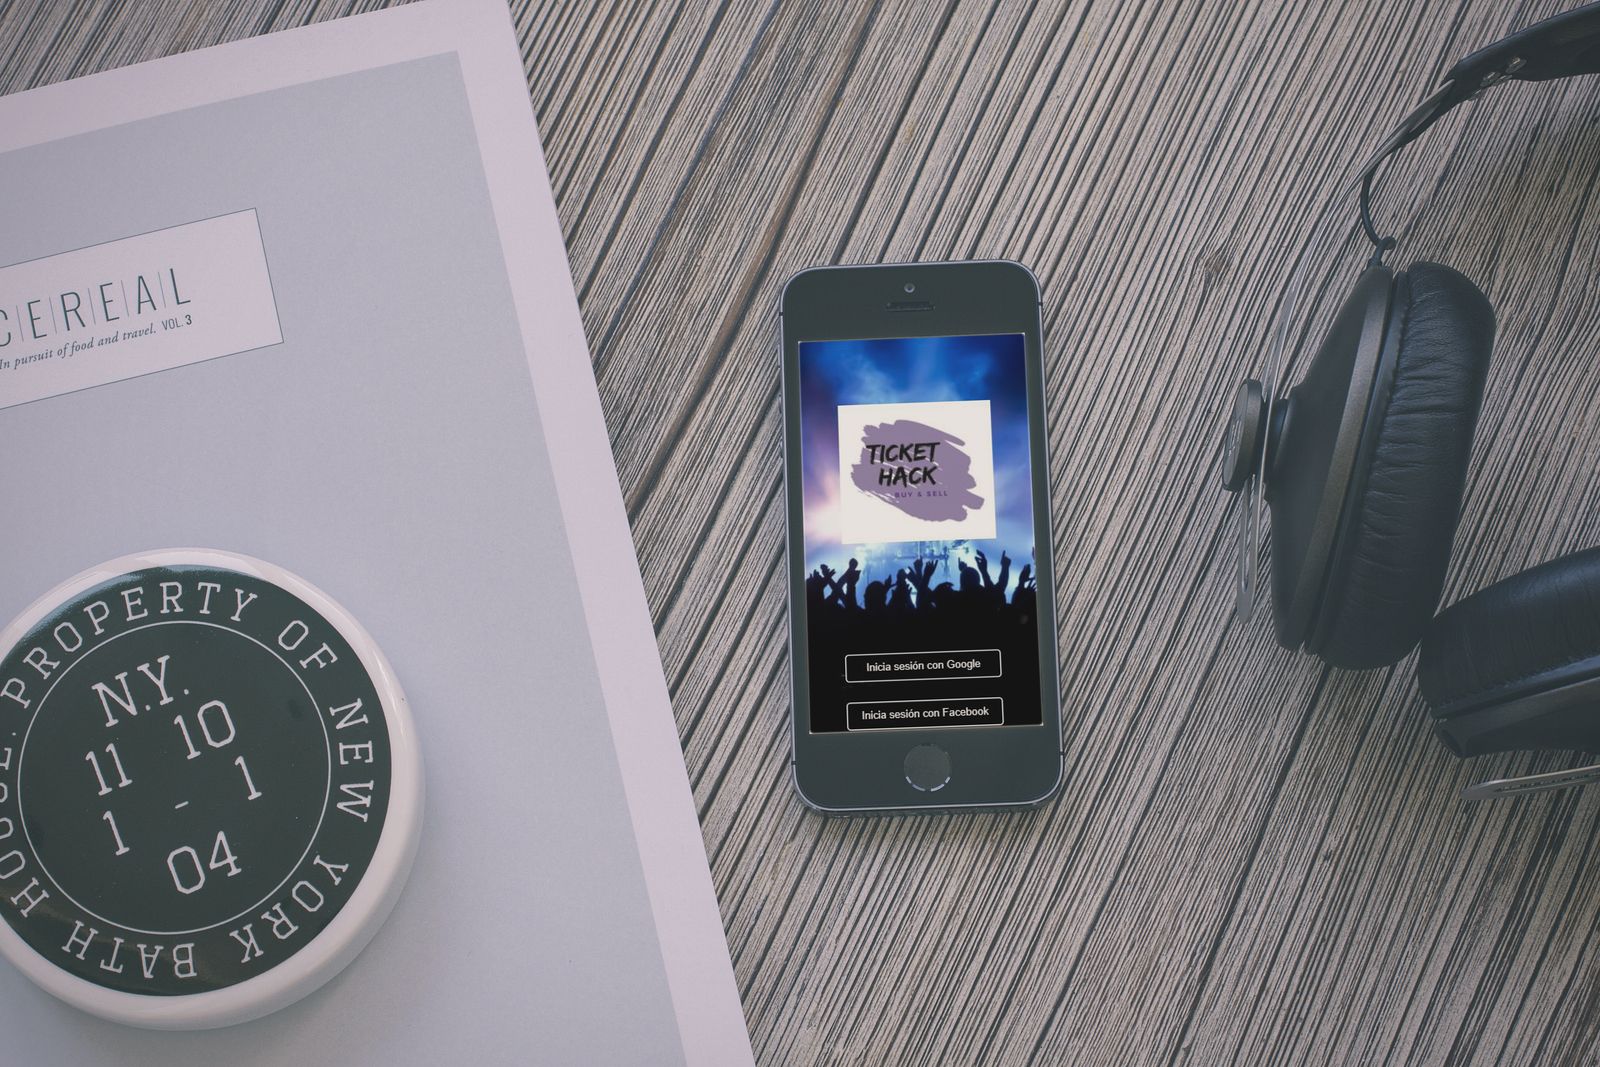 CEREAL
In pursuit of food and travel. VOL. 3
PROPERTY OF NEW YORK BATH HOUSE.
N.Y.
11 10
1 - 1
04
TICKET
HACK
BUY & SELL
Inicia sesión con Google
Inicia sesión con Facebook